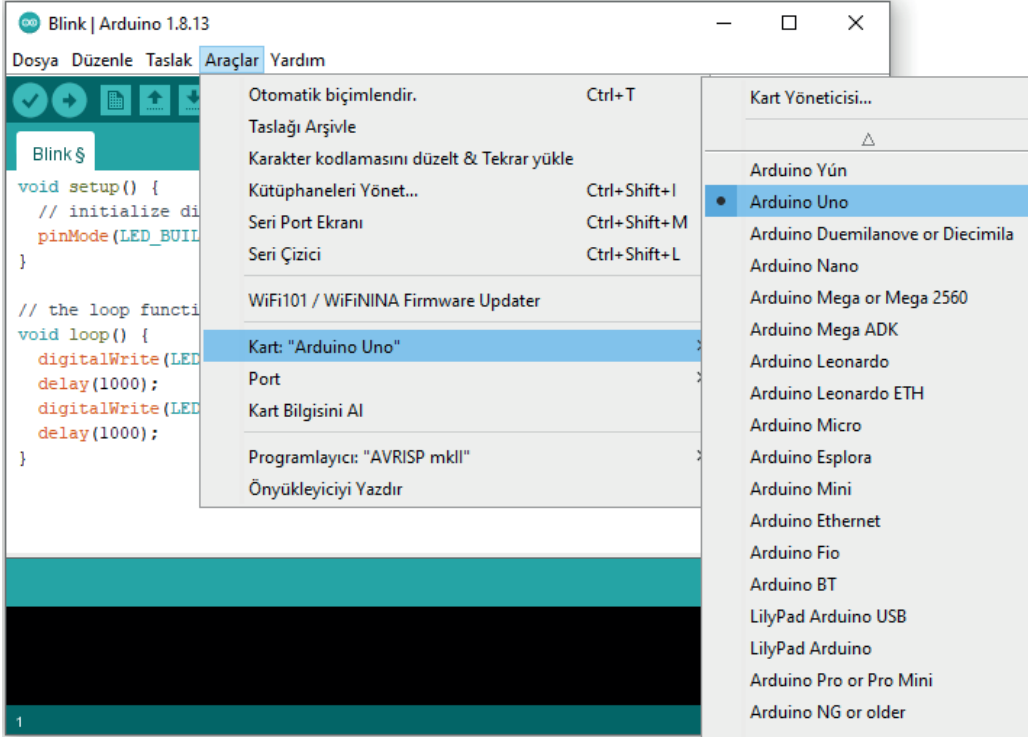 Blink | Arduino 1.8.13
Dosya Düzenle Taslak Araçlar Yardım
Blink §
void setup() {
// initialize di
pinMode(LED_BUIL
}
// the loop functi
void loop() {
digitalWrite(LED
delay(1000);
digitalWrite(LED
delay(1000);
}
1
Otomatik biçimlendir. Ctrl+T
Taslağı Arşivle
Karakter kodlamasını düzelt & Tekrar yükle
Kütüphaneleri Yönet... Ctrl+Shift+I
Seri Port Ekranı Ctrl+Shift+M
Seri Çizici Ctrl+Shift+L
WiFi101 / WiFiNINA Firmware Updater
Kart: "Arduino Uno"
Port
Kart Bilgisini Al
Programlayıcı: "AVRISP mkII"
Önyükleyiciyi Yazdır
Kart Yöneticisi...
Arduino Yún
Arduino Uno
Arduino Duemilanove or Diecimila
Arduino Nano
Arduino Mega or Mega 2560
Arduino Mega ADK
Arduino Leonardo
Arduino Leonardo ETH
Arduino Micro
Arduino Esplora
Arduino Mini
Arduino Ethernet
Arduino Fio
Arduino BT
LilyPad Arduino USB
LilyPad Arduino
Arduino Pro or Pro Mini
Arduino NG or older